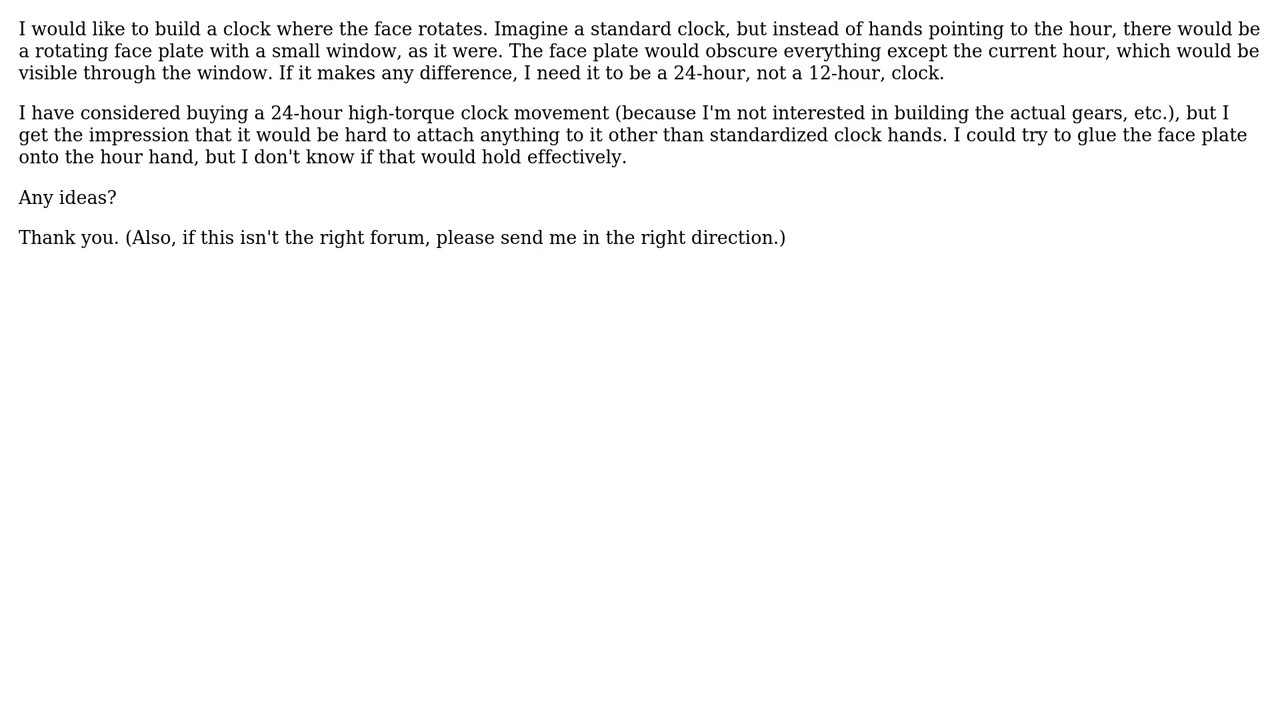 I would like to build a clock where the face rotates. Imagine a standard clock, but instead of hands pointing to the hour, there would be
a rotating face plate with a small window, as it were. The face plate would obscure everything except the current hour, which would be
visible through the window. If it makes any difference, I need it to be a 24-hour, not a 12-hour, clock.
I have considered buying a 24-hour high-torque clock movement (because I'm not interested in building the actual gears, etc.), but I
get the impression that it would be hard to attach anything to it other than standardized clock hands. I could try to glue the face plate
onto the hour hand, but I don't know if that would hold effectively.
Any ideas?
Thank you. (Also, if this isn't the right forum, please send me in the right direction.)